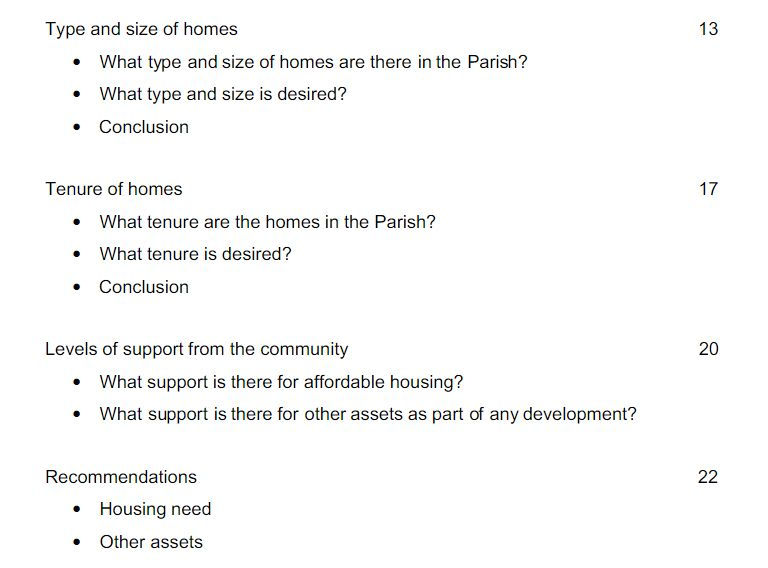 Type and size of homes 13
• What type and size of homes are there in the Parish?
• What type and size is desired?
• Conclusion
Tenure of homes 17
• What tenure are the homes in the Parish?
• What tenure is desired?
• Conclusion
Levels of support from the community 20
• What support is there for affordable housing?
• What support is there for other assets as part of any development?
Recommendations 22
• Housing need
• Other assets